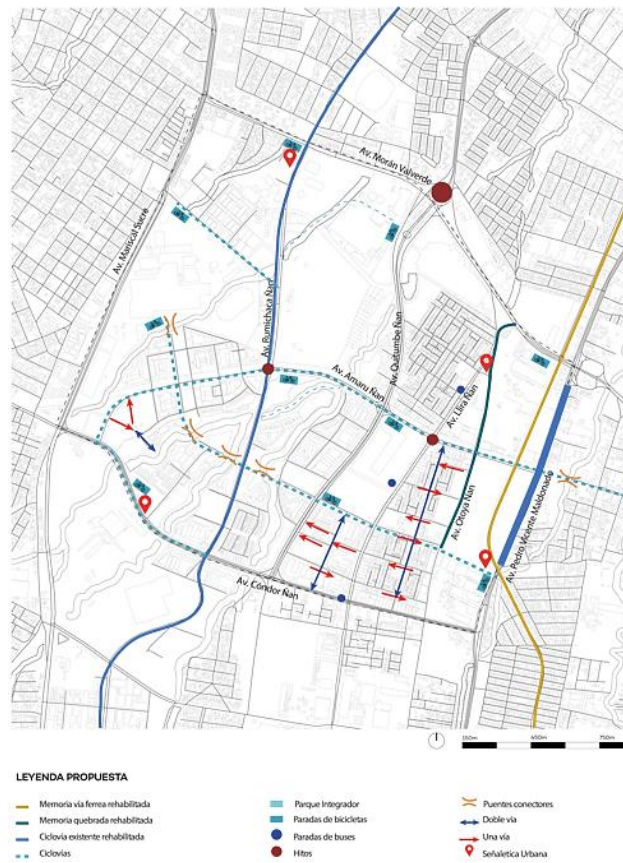 Av. Morán Valverde
Av. Mariscal Sucre
Av. Rumichaca Ñan
Av. Quitumbe Ñan
Av. Amaru Ñan
Av. Llira Ñan
Av. Otoya Ñan
Av. Pedro Vicente Maldonado
Av. Cóndor Ñan
150m 450m 750m
LEYENDA PROPUESTA
Memoria vía ferrea rehabilitada
Memoria quebrada rehabilitada
Ciclovía existente rehabilitada
Ciclovías
Parque Integrador
Paradas de bicicletas
Paradas de buses
Hitos
Puentes conectores
Doble vía
Una vía
Señaletica Urbana